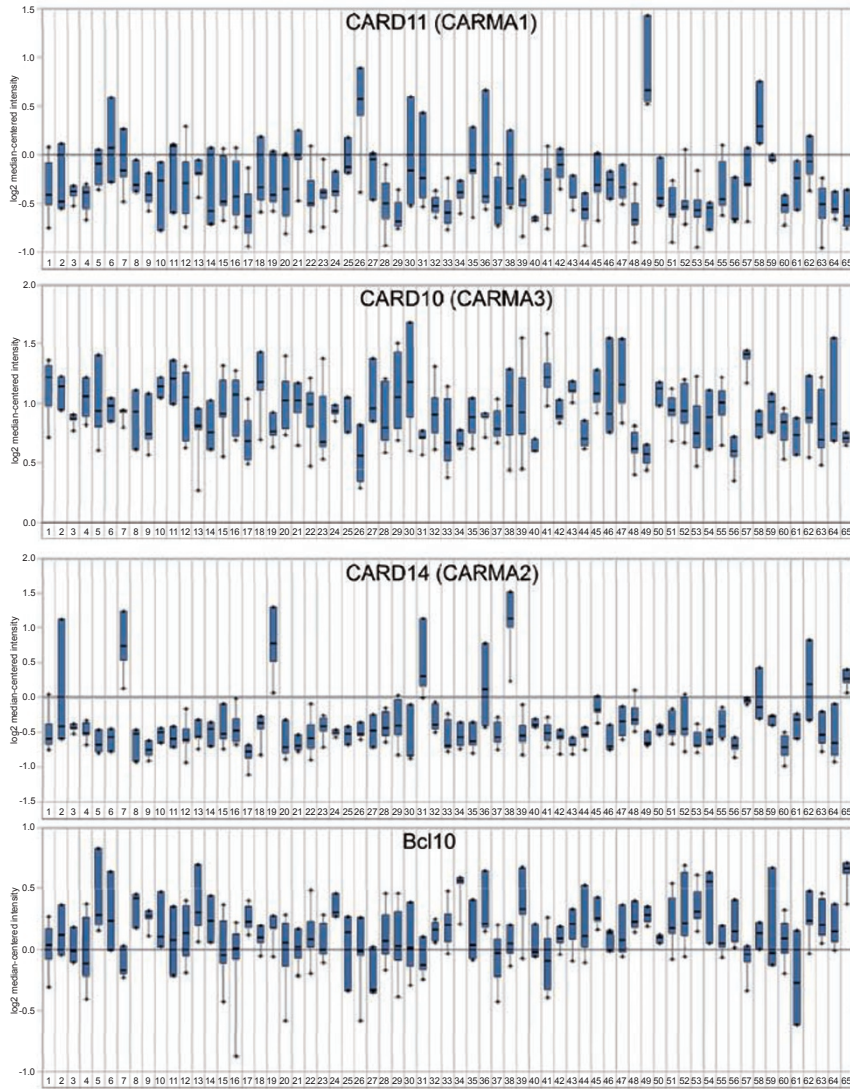 CARD11 (CARMA1)
log2 median-centered intensity
1.5
1.0
0.5
0.0
-0.5
-1.0
1 2 3 4 5 6 7 8 9 10 11 12 13 14 15 16 17 18 19 20 21 22 23 24 25 26 27 28 29 30 31 32 33 34 35 36 37 38 39 40 41 42 43 44 45 46 47 48 49 50 51 52 53 54 55 56 57 58 59 60 61 62 63 64 65
CARD10 (CARMA3)
log2 median-centered intensity
2.0
1.5
1.0
0.5
0.0
1 2 3 4 5 6 7 8 9 10 11 12 13 14 15 16 17 18 19 20 21 22 23 24 25 26 27 28 29 30 31 32 33 34 35 36 37 38 39 40 41 42 43 44 45 46 47 48 49 50 51 52 53 54 55 56 57 58 59 60 61 62 63 64 65
CARD14 (CARMA2)
log2 median-centered intensity
2.0
1.5
1.0
0.5
0.0
-0.5
-1.0
-1.5
1 2 3 4 5 6 7 8 9 10 11 12 13 14 15 16 17 18 19 20 21 22 23 24 25 26 27 28 29 30 31 32 33 34 35 36 37 38 39 40 41 42 43 44 45 46 47 48 49 50 51 52 53 54 55 56 57 58 59 60 61 62 63 64 65
Bcl10
log2 median-centered intensity
1.0
0.5
0.0
-0.5
-1.0
1 2 3 4 5 6 7 8 9 10 11 12 13 14 15 16 17 18 19 20 21 22 23 24 25 26 27 28 29 30 31 32 33 34 35 36 37 38 39 40 41 42 43 44 45 46 47 48 49 50 51 52 53 54 55 56 57 58 59 60 61 62 63 64 65